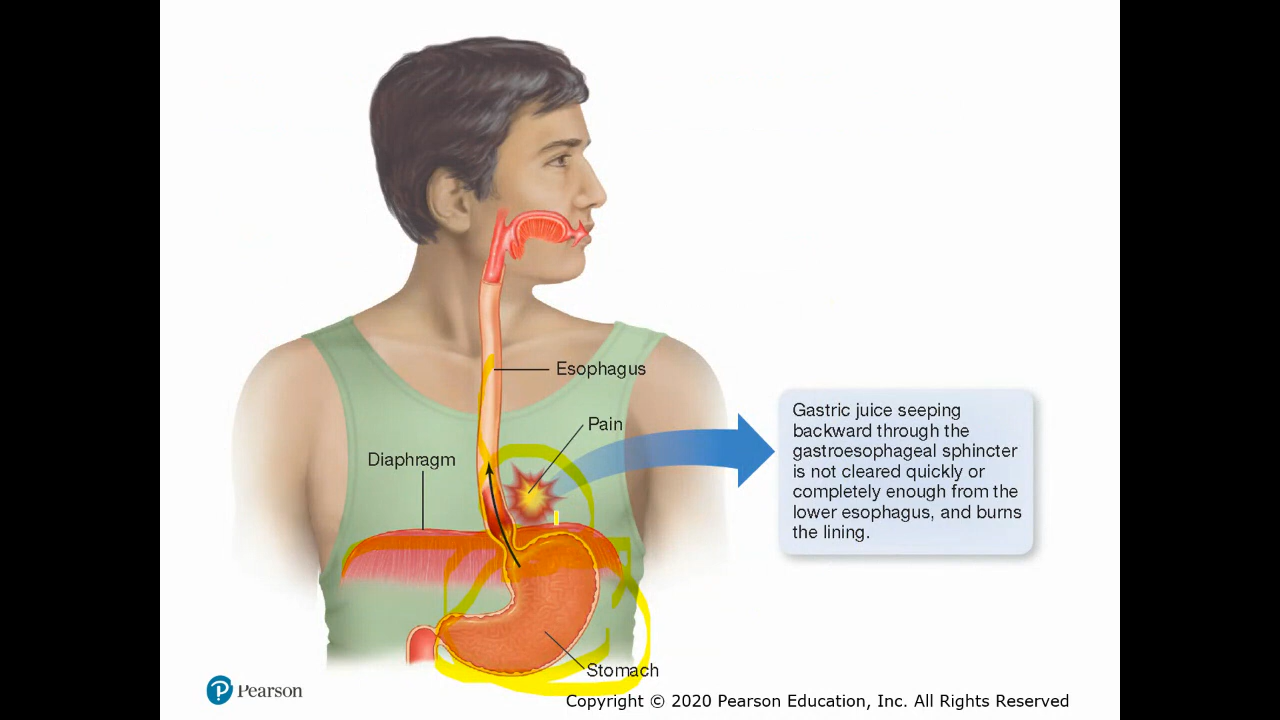 Esophagus
Pain
Diaphragm
Gastric juice seeping
backward through the
gastroesophageal sphincter
is not cleared quickly or
completely enough from the
lower esophagus, and burns
the lining.
Stomach
P Pearson
Copyright © 2020 Pearson Education, Inc. All Rights Reserved